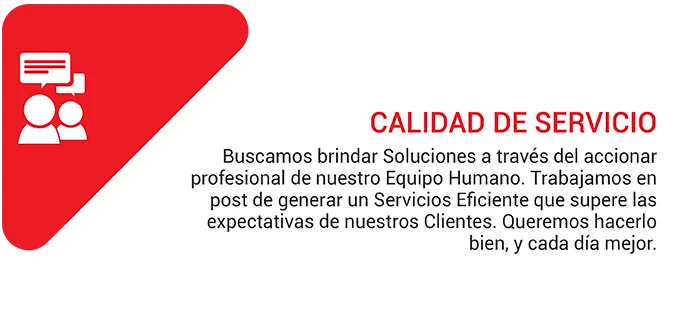 CALIDAD DE SERVICIO
Buscamos brindar Soluciones a través del accionar
profesional de nuestro Equipo Humano. Trabajamos en
post de generar un Servicios Eficiente que supere las
expectativas de nuestros Clientes. Queremos hacerlo
bien, y cada día mejor.